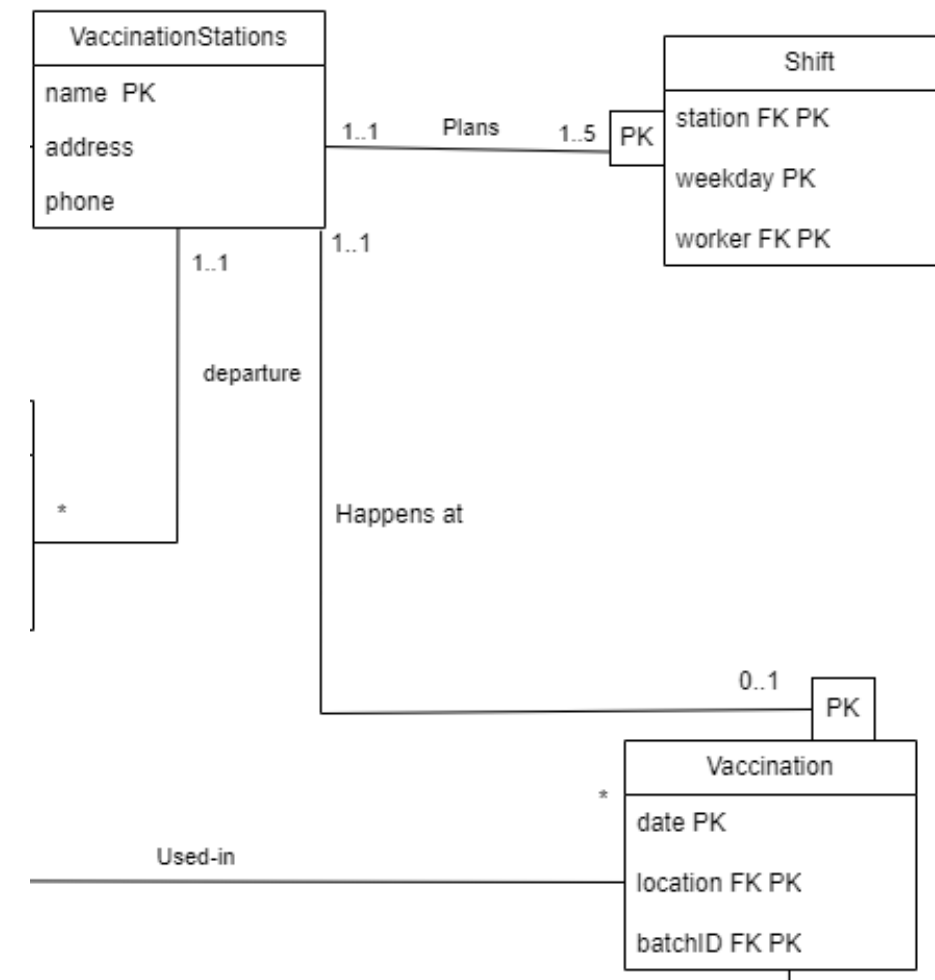 VaccinationStations
name PK
address
phone
1..1
Plans
1..5
PK
Shift
station FK PK
weekday PK
worker FK PK
1..1
1..1
departure
*
Happens at
0..1
PK
Vaccination
date PK
location FK PK
batchID FK PK
*
Used-in